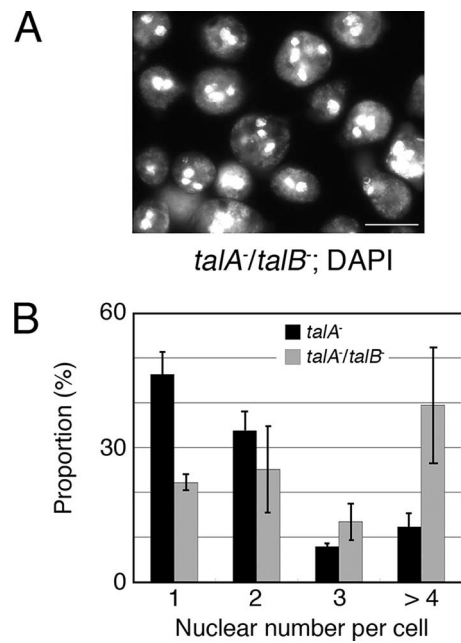 A
talA-/talB-; DAPI
B
60
30
0
Proportion (%)
talA-
talA-/talB-
1 2 3 > 4
Nuclear number per cell